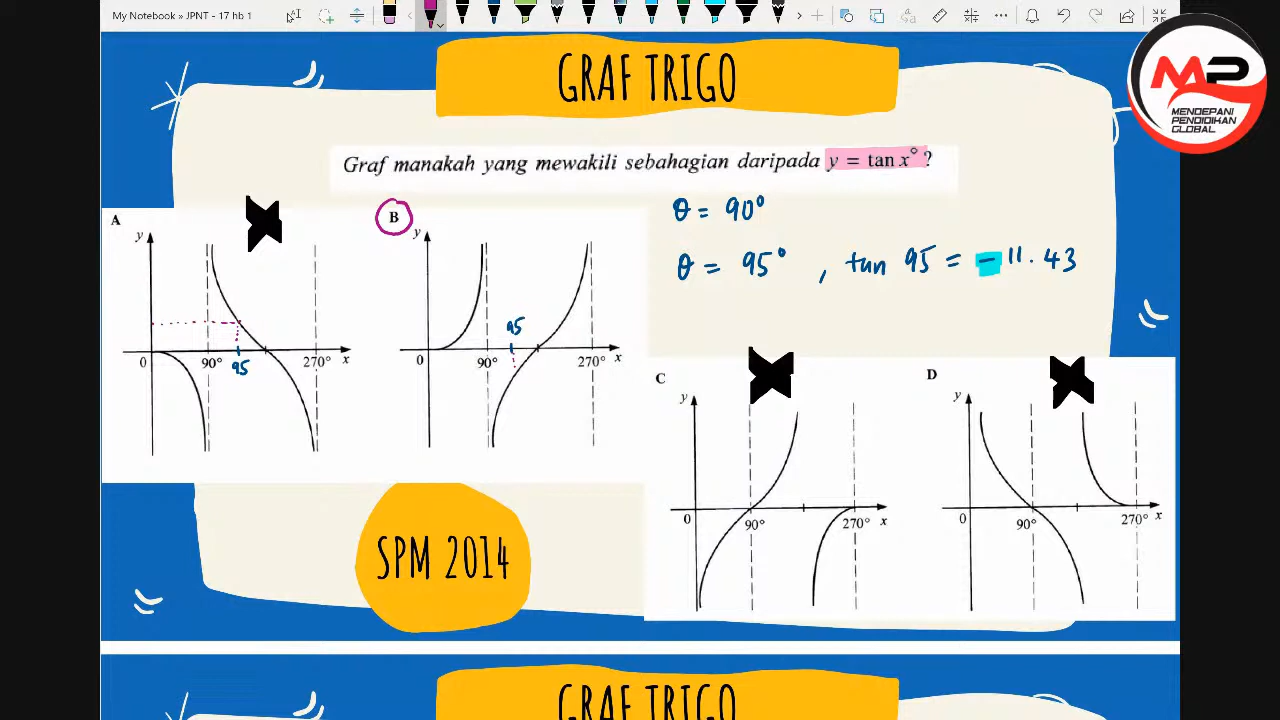 My Notebook » JPNT - 17 hb 1
GRAF TRIGO
MP
MENDEPANI
PENDIDIKAN
GLOBAL
Graf manakah yang mewakili sebahagian daripada y = tan x° ?
θ = 90°
θ = 95° , tan 95 = -11.43
A
y
0
90°
95
270°
x
B
y
95
0
90°
270°
x
C
y
0
90°
270°
x
D
y
0
90°
270°
x
SPM 2014
GRAF TRIGO